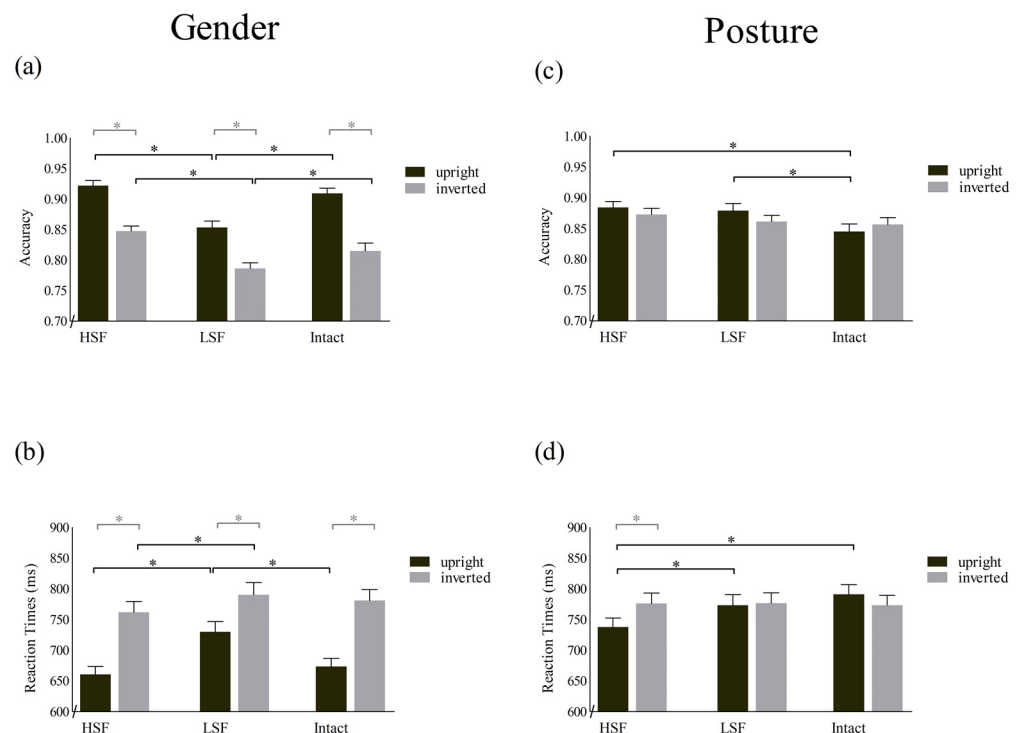 Gender
(a)
* * *
* *
* *
1.00
0.95
0.90
0.85
0.80
0.75
0.70
Accuracy
HSF LSF Intact
upright
inverted
Posture
(c)
*
*
1.00
0.95
0.90
0.85
0.80
0.75
0.70
Accuracy
HSF LSF Intact
upright
inverted
(b)
* * *
*
* *
900
850
800
750
700
650
600
Reaction Times (ms)
HSF LSF Intact
upright
inverted
(d)
*
*
*
900
850
800
750
700
650
600
Reaction Times (ms)
HSF LSF Intact
upright
inverted